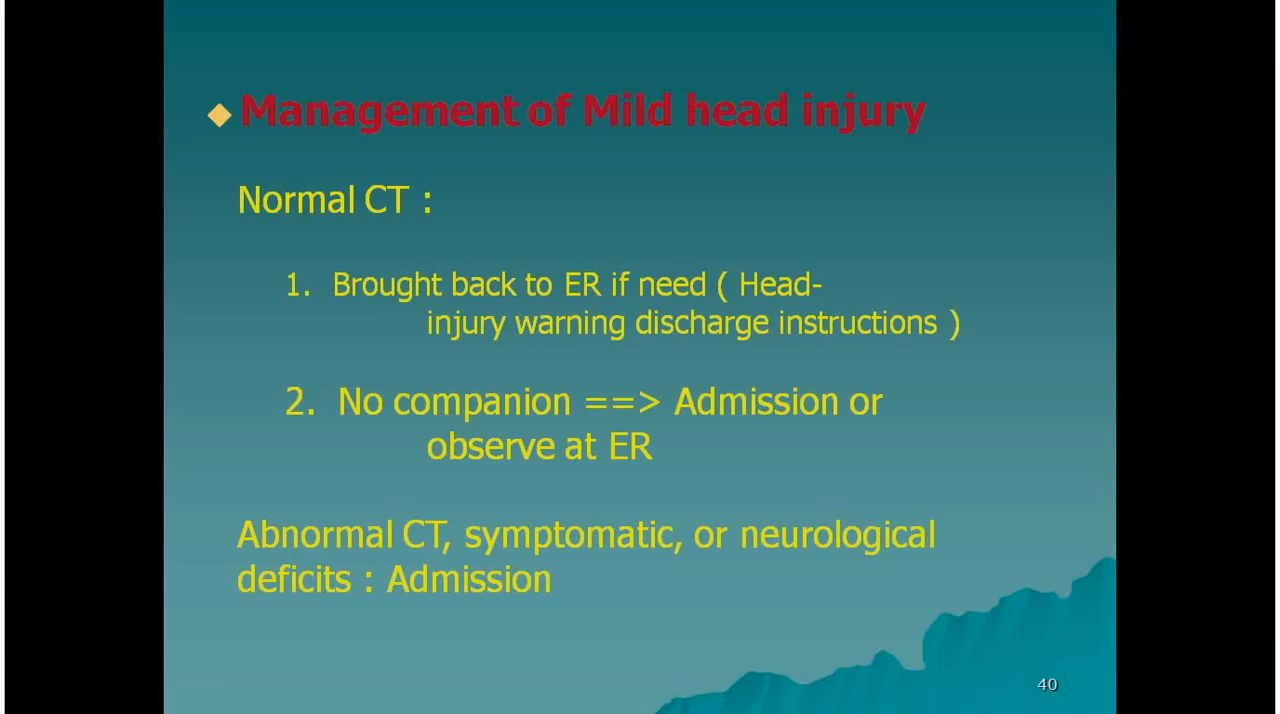 Management of Mild head injury
Normal CT :
1. Brought back to ER if need ( Head-
injury warning discharge instructions )
2. No companion ==> Admission or
observe at ER
Abnormal CT, symptomatic, or neurological
deficits : Admission
40